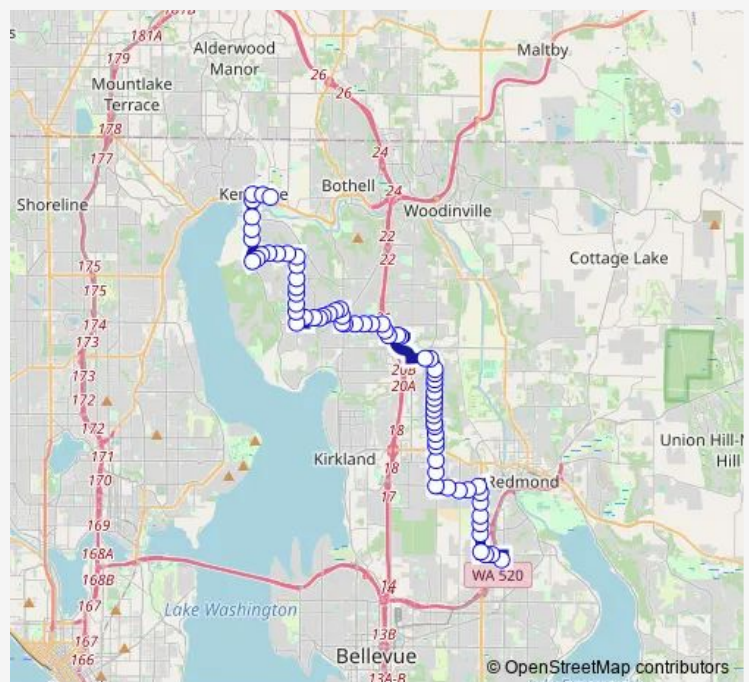 181B
181A
Alderwood
Manor
Maltby
179
26
26
Mountlake
Terrace
178
177
24
Bothell
24
Shoreline
Woodinville
22
22
Cottage Lake
175
175
174
173
173
20B
20A
172
172
171
170
Kirkland
18
18
17
Union Hill-N
Hill
Redmond
169
168A
168B
14
WA 520
167
Lake Washington
167
166
13B
Bellevue
13A-B
© OpenStreetMap contributors